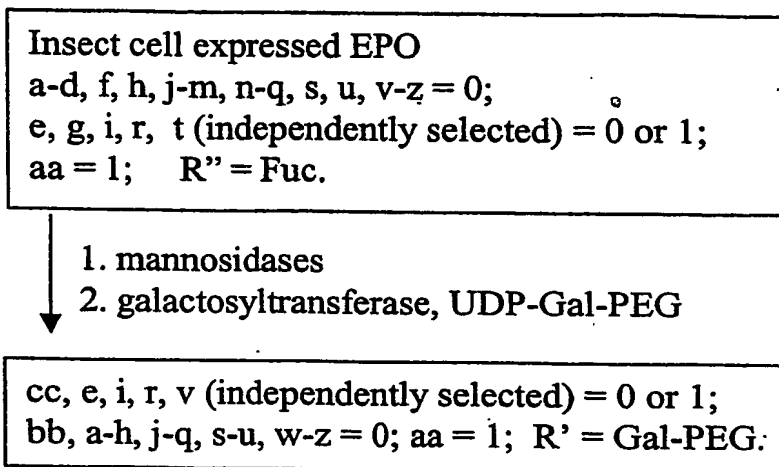 Insect cell expressed EPO
a-d, f, h, j-m, n-q, s, u, v-z = 0;
e, g, i, r, t (independently selected) = 0 or 1;
aa = 1; R” = Fuc.
1. mannosidases
2. galactosyltransferase, UDP-Gal-PEG
cc, e, i, r, v (independently selected) = 0 or 1;
bb, a-h, j-q, s-u, w-z = 0; aa = 1; R’ = Gal-PEG.